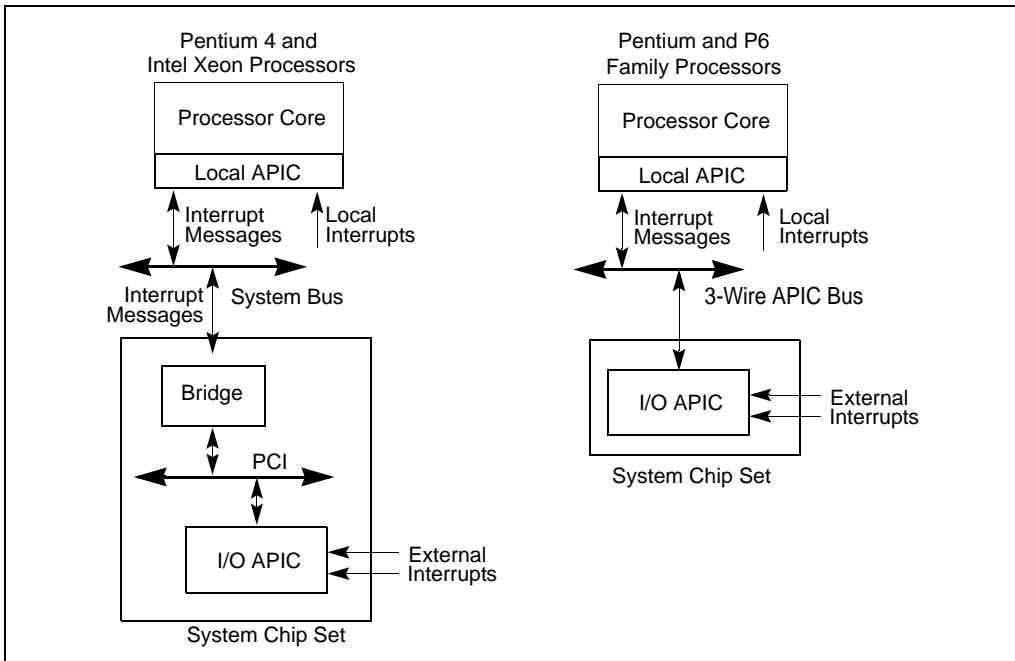 Pentium 4 and
Intel Xeon Processors
Processor Core
Local APIC
Interrupt
Messages
Local
Interrupts
Interrupt
Messages
System Bus
Bridge
PCI
I/O APIC
External
Interrupts
System Chip Set
Pentium and P6
Family Processors
Processor Core
Local APIC
Interrupt
Messages
Local
Interrupts
3-Wire APIC Bus
I/O APIC
External
Interrupts
System Chip Set